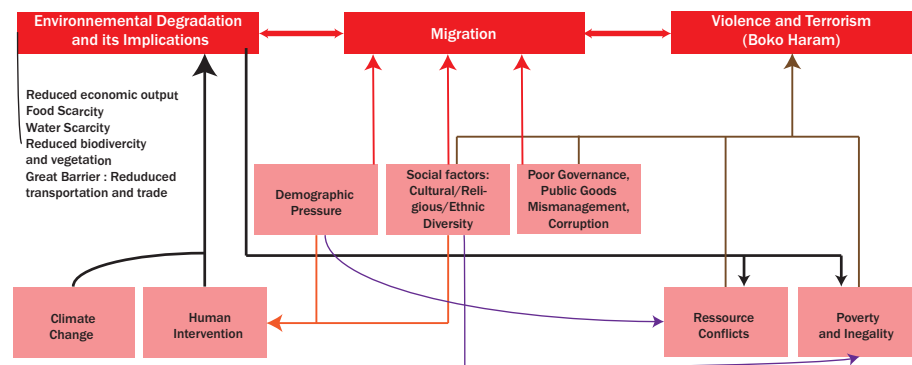 Environnemental Degradation
and its Implications
Migration
Violence and Terrorism
(Boko Haram)
Reduced economic output
Food Scarcity
Water Scarcity
Reduced biodivercity
and vegetation
Great Barrier : Reduduced
transportation and trade
Demographic
Pressure
Social factors:
Cultural/Reli-
gious/Ethnic
Diversity
Poor Governance,
Public Goods
Mismanagement,
Corruption
Climate
Change
Human
Intervention
Ressource
Conflicts
Poverty
and Inegality